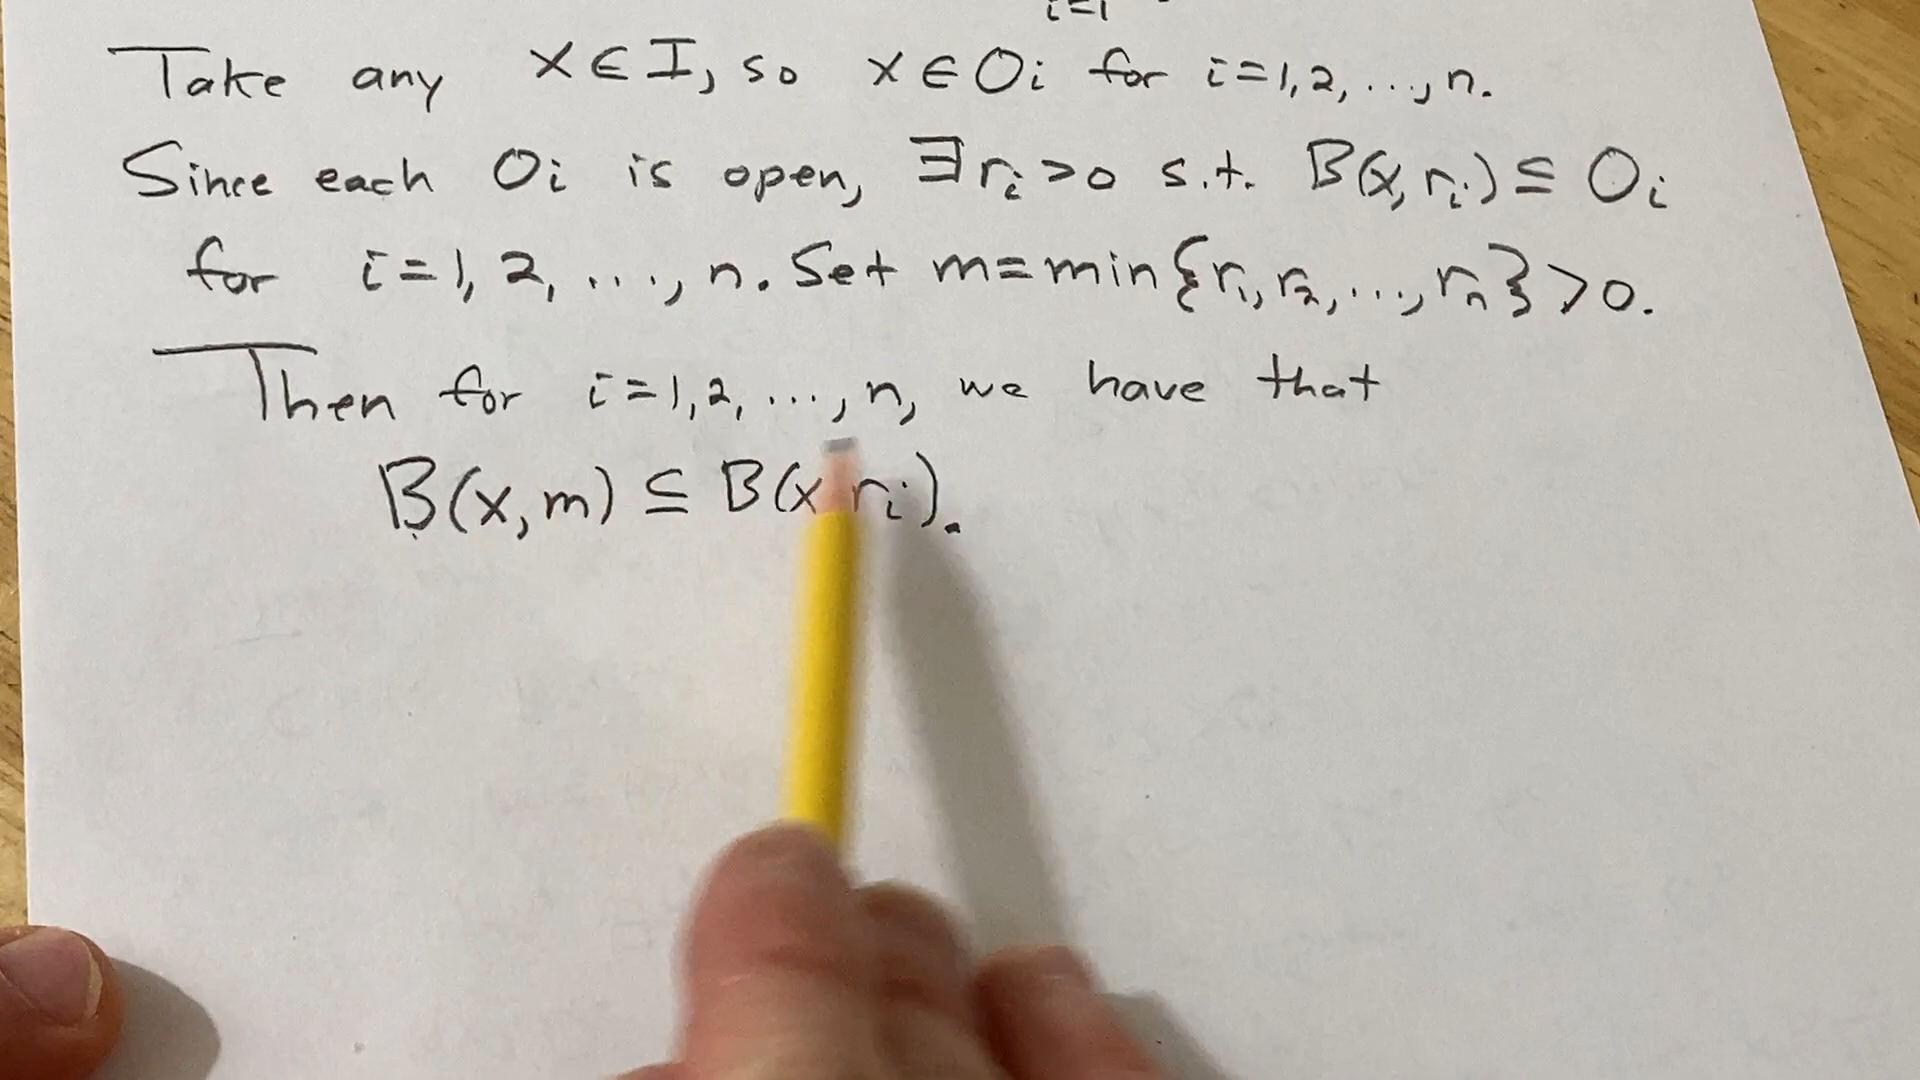 i=1
Take any x∈I, so x∈Oi for i=1,2,...,n.
Since each Oi is open, ∃ri>0 s.t. B(x,ri)⊆Oi
for i=1,2,...,n. Set m=min{r1,r2,...,rn}>0.
Then for i=1,2,...,n, we have that
B(x,m)⊆B(x ri).